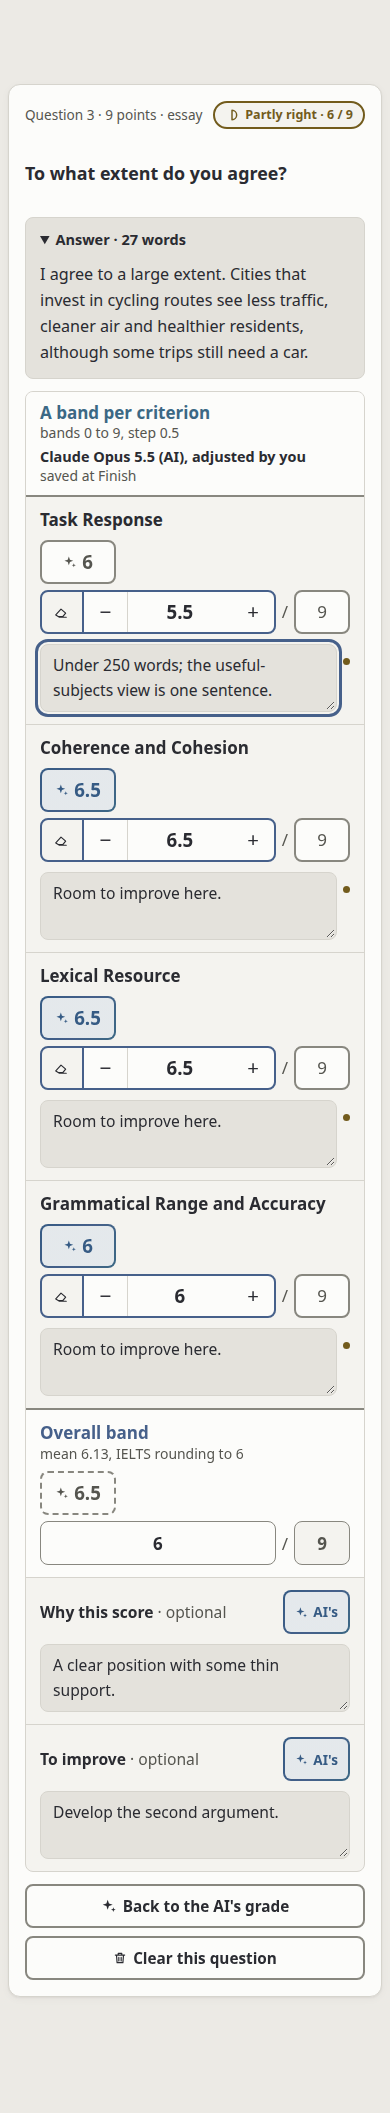 Question 3 · 9 points · essay
Partly right · 6 / 9
To what extent do you agree?
Answer · 27 words
I agree to a large extent. Cities that
invest in cycling routes see less traffic,
cleaner air and healthier residents,
although some trips still need a car.
A band per criterion
bands 0 to 9, step 0.5
Claude Opus 5.5 (AI), adjusted by you
saved at Finish
Task Response
6
− 5.5 + / 9
Under 250 words; the useful-
subjects view is one sentence.
Coherence and Cohesion
6.5
− 6.5 + / 9
Room to improve here.
Lexical Resource
6.5
− 6.5 + / 9
Room to improve here.
Grammatical Range and Accuracy
6
− 6 + / 9
Room to improve here.
Overall band
mean 6.13, IELTS rounding to 6
6.5
6 / 9
Why this score · optional
AI's
A clear position with some thin
support.
To improve · optional
AI's
Develop the second argument.
Back to the AI's grade
Clear this question